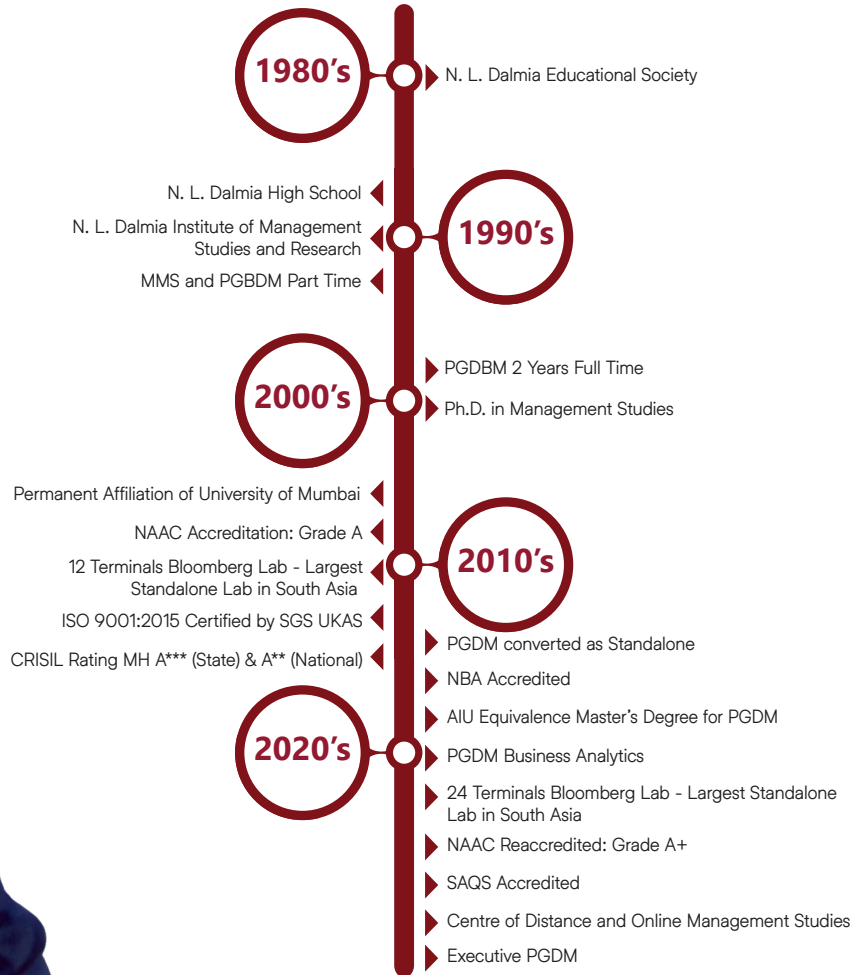 1980's
N. L. Dalmia Educational Society
N. L. Dalmia High School
N. L. Dalmia Institute of Management
Studies and Research
MMS and PGBDM Part Time
1990's
PGDBM 2 Years Full Time
2000's
Ph.D. in Management Studies
Permanent Affiliation of University of Mumbai
NAAC Accreditation: Grade A
12 Terminals Bloomberg Lab - Largest
Standalone Lab in South Asia
ISO 9001:2015 Certified by SGS UKAS
CRISIL Rating MH A*** (State) & A** (National)
2010's
PGDM converted as Standalone
NBA Accredited
AIU Equivalence Master's Degree for PGDM
2020's
PGDM Business Analytics
24 Terminals Bloomberg Lab - Largest Standalone
Lab in South Asia
NAAC Reaccredited: Grade A+
SAQS Accredited
Centre of Distance and Online Management Studies
Executive PGDM